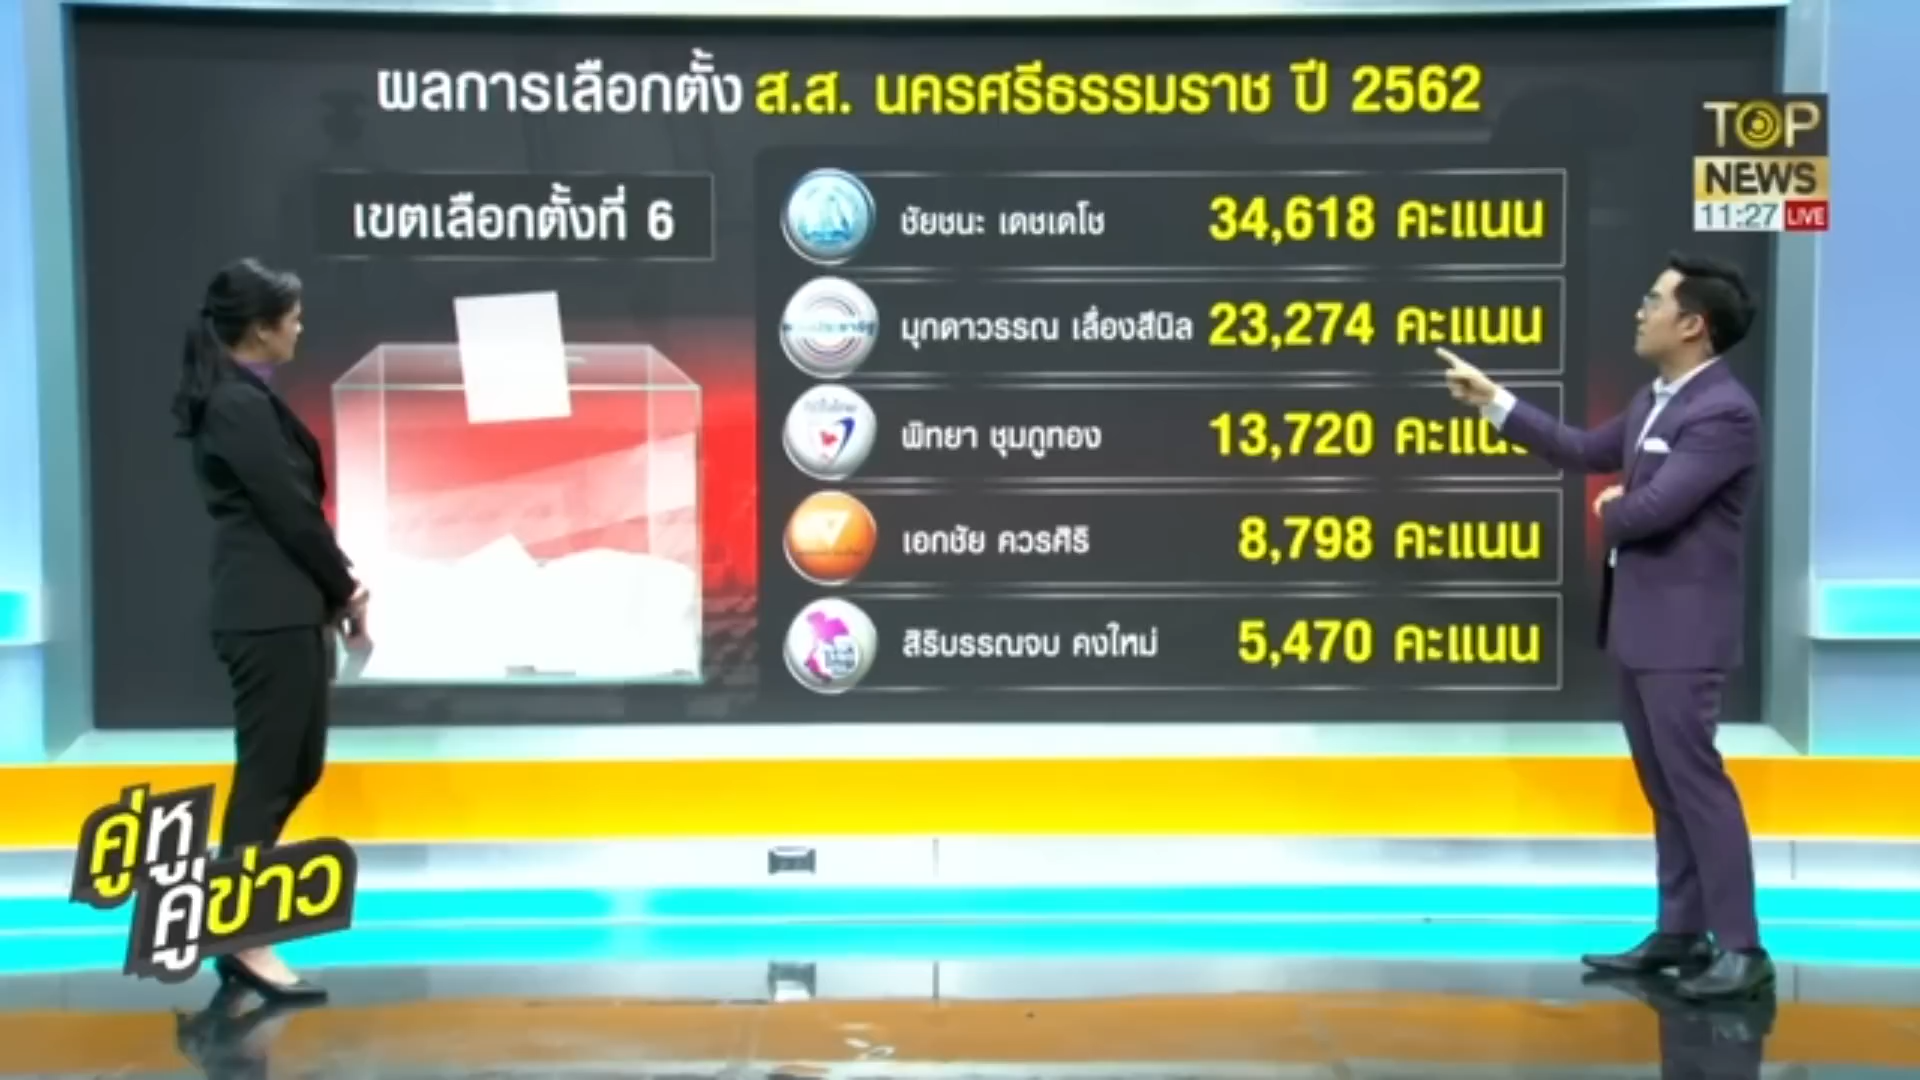 ผลการเลือกตั้ง ส.ส. นครศรีธรรมราช ปี 2562
TOP
NEWS
11:27 LIVE
เขตเลือกตั้งที่ 6
ชัยชนะ เดชเดโช 34,618 คะแนน
มุกดาวรรณ เลื่องสีนิล 23,274 คะแนน
พิทยา ชุมภูทอง 13,720 คะแนน
เอกชัย ควรศิริ 8,798 คะแนน
สิริบรรณจบ คงใหม่ 5,470 คะแนน
คู่หู
คู่ข่าว